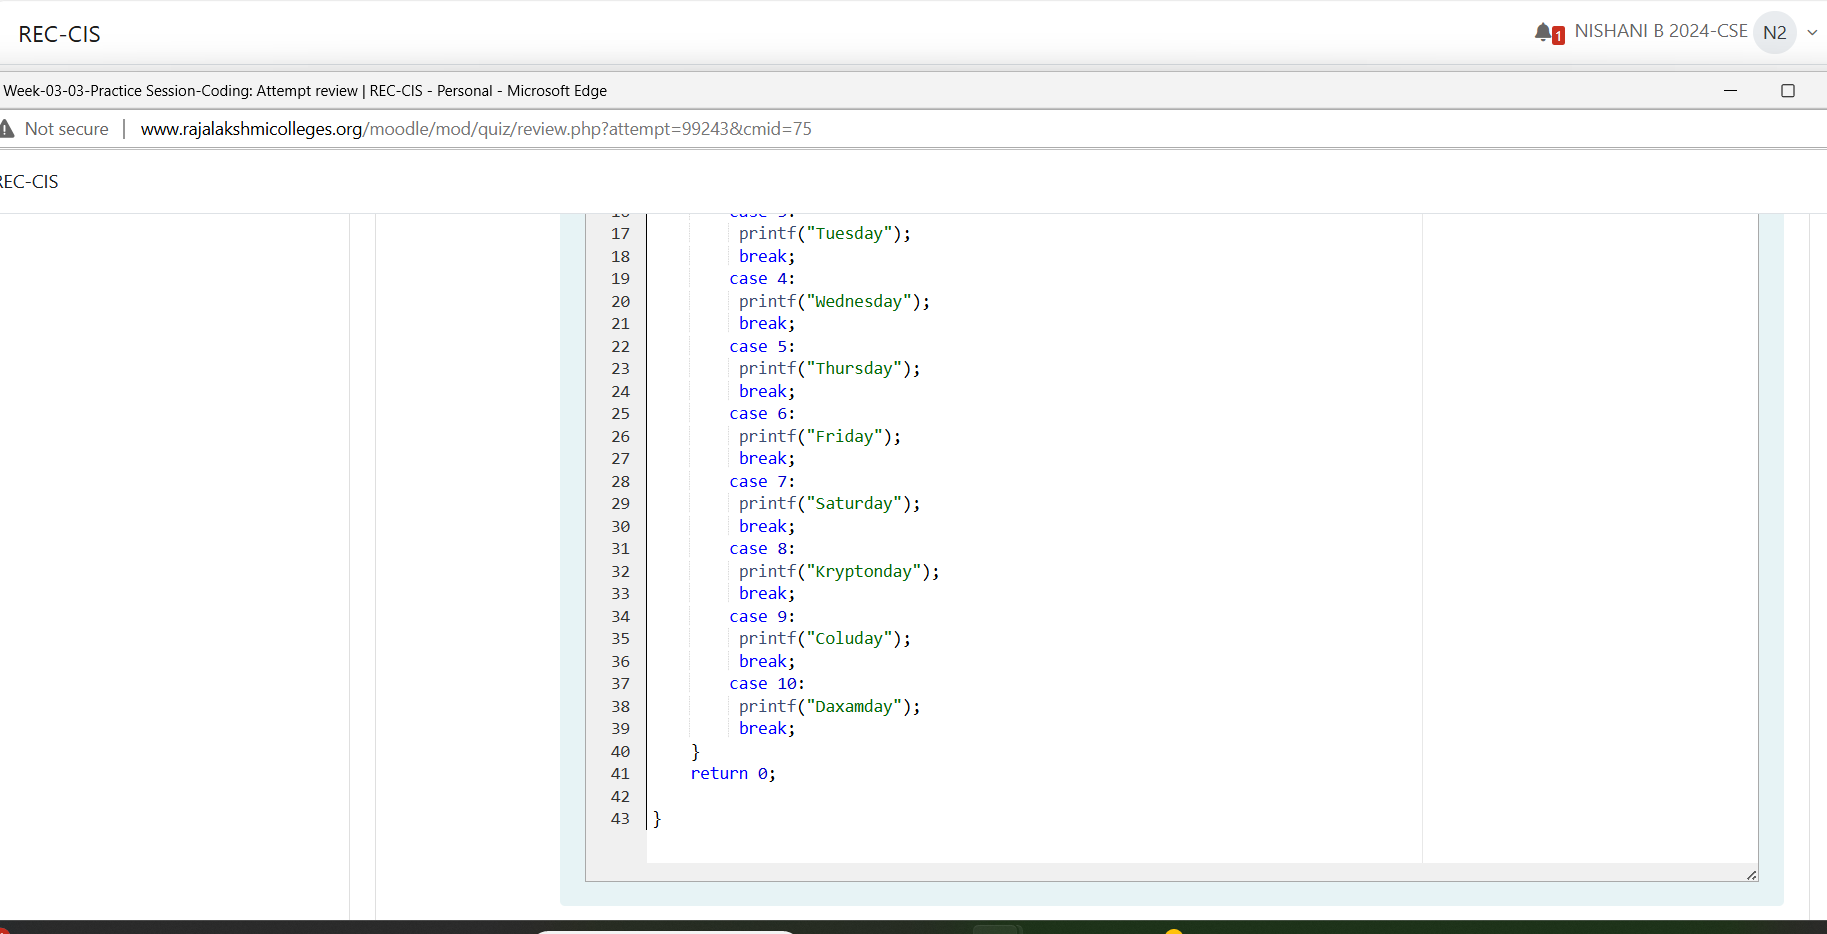 REC-CIS
1 NISHANI B 2024-CSE N2
Week-03-03-Practice Session-Coding: Attempt review | REC-CIS - Personal - Microsoft Edge
Not secure www.rajalakshmicolleges.org/moodle/mod/quiz/review.php?attempt=99243&cmid=75
REC-CIS
17 printf("Tuesday");
18 break;
19 case 4:
20 printf("Wednesday");
21 break;
22 case 5:
23 printf("Thursday");
24 break;
25 case 6:
26 printf("Friday");
27 break;
28 case 7:
29 printf("Saturday");
30 break;
31 case 8:
32 printf("Kryptonday");
33 break;
34 case 9:
35 printf("Coluday");
36 break;
37 case 10:
38 printf("Daxamday");
39 break;
40 }
41 return 0;
42
43 }